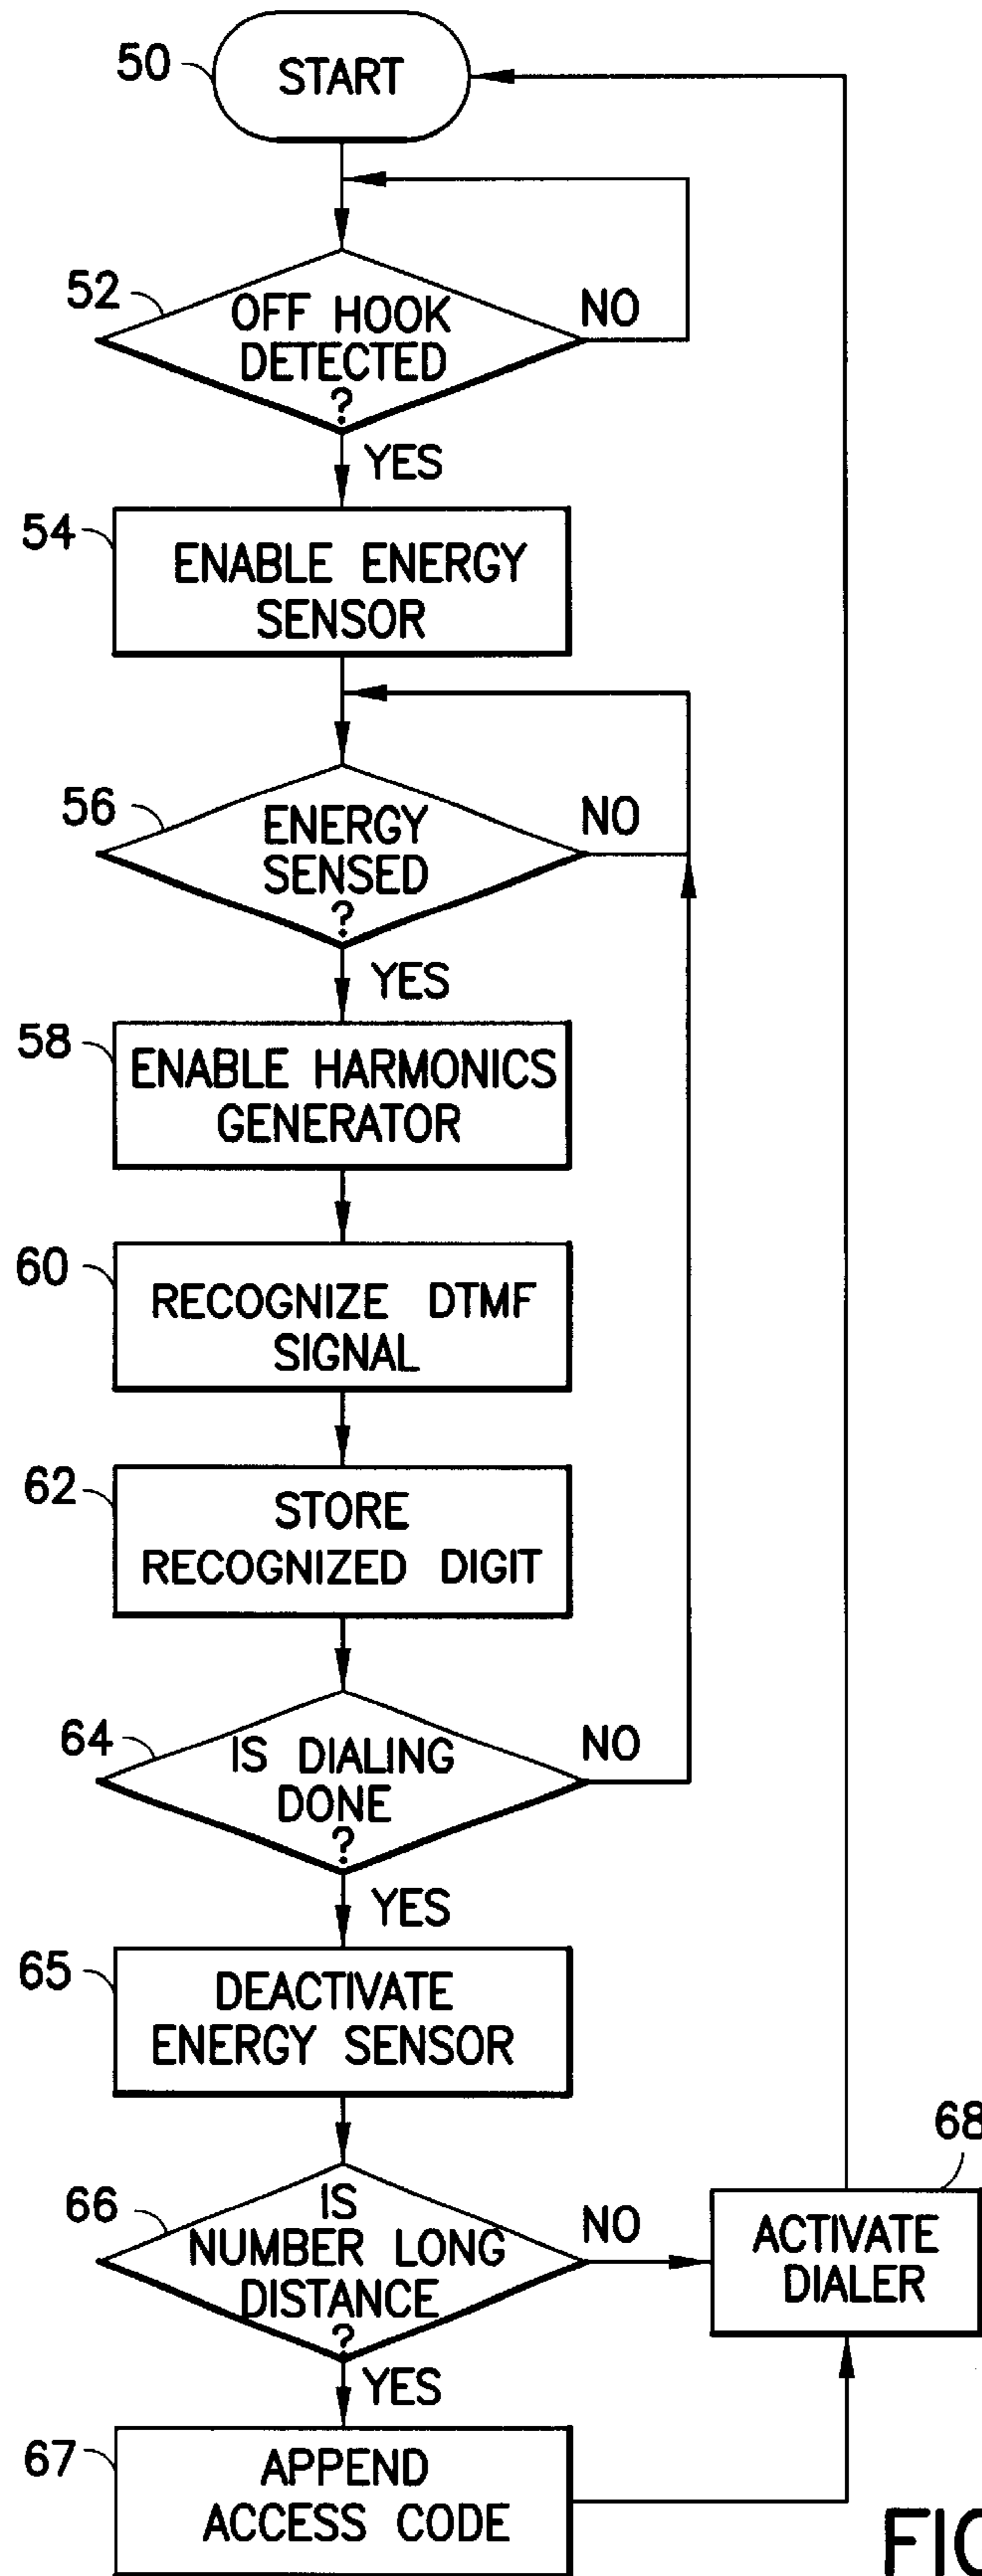 50
START
52
OFF HOOK
DETECTED
?
NO
YES
54
ENABLE ENERGY
SENSOR
56
ENERGY
SENSED
?
NO
YES
58
ENABLE HARMONICS
GENERATOR
60
RECOGNIZE DTMF
SIGNAL
62
STORE
RECOGNIZED DIGIT
64
IS DIALING
DONE
?
NO
YES
65
DEACTIVATE
ENERGY SENSOR
66
IS
NUMBER LONG
DISTANCE
?
NO
YES
68
ACTIVATE
DIALER
67
APPEND
ACCESS CODE